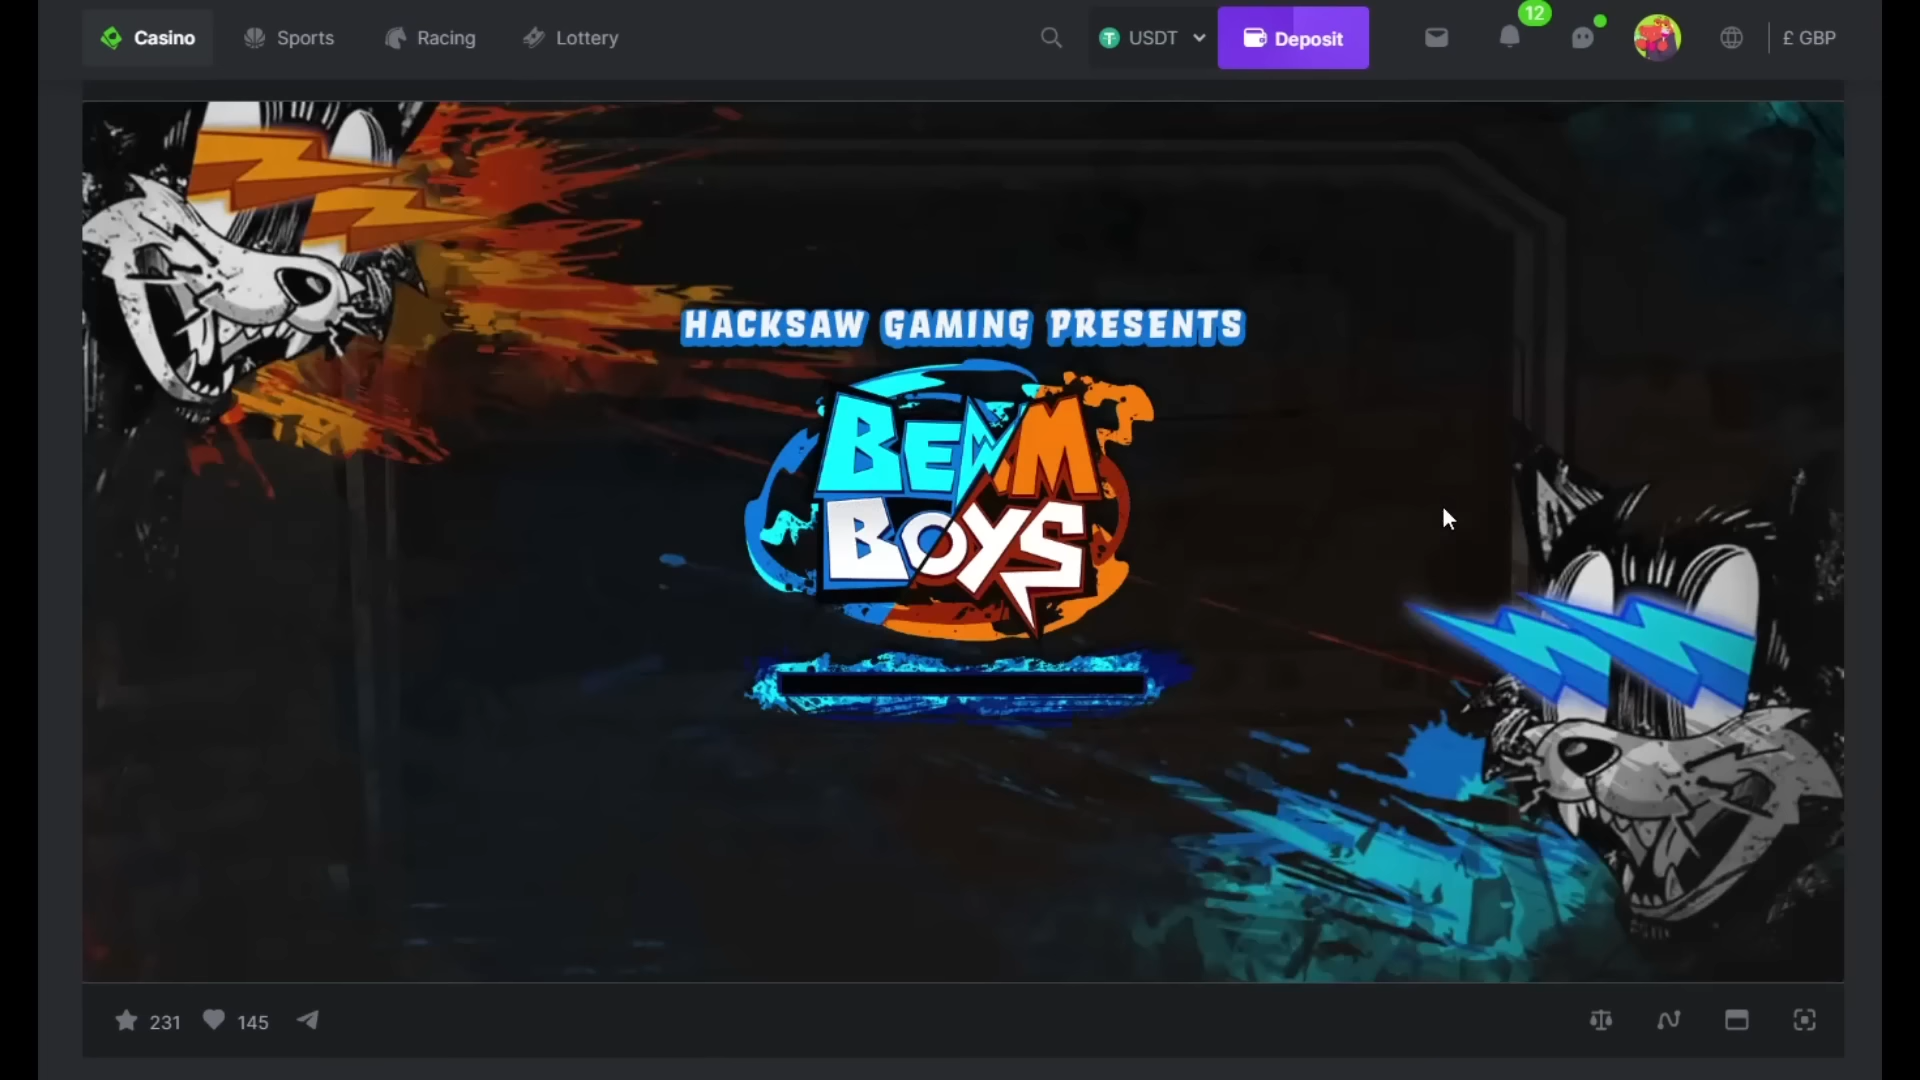 Casino Sports Racing Lottery USDT Deposit 12 £ GBP
HACKSAW GAMING PRESENTS
BEAM
BOYS
231 145